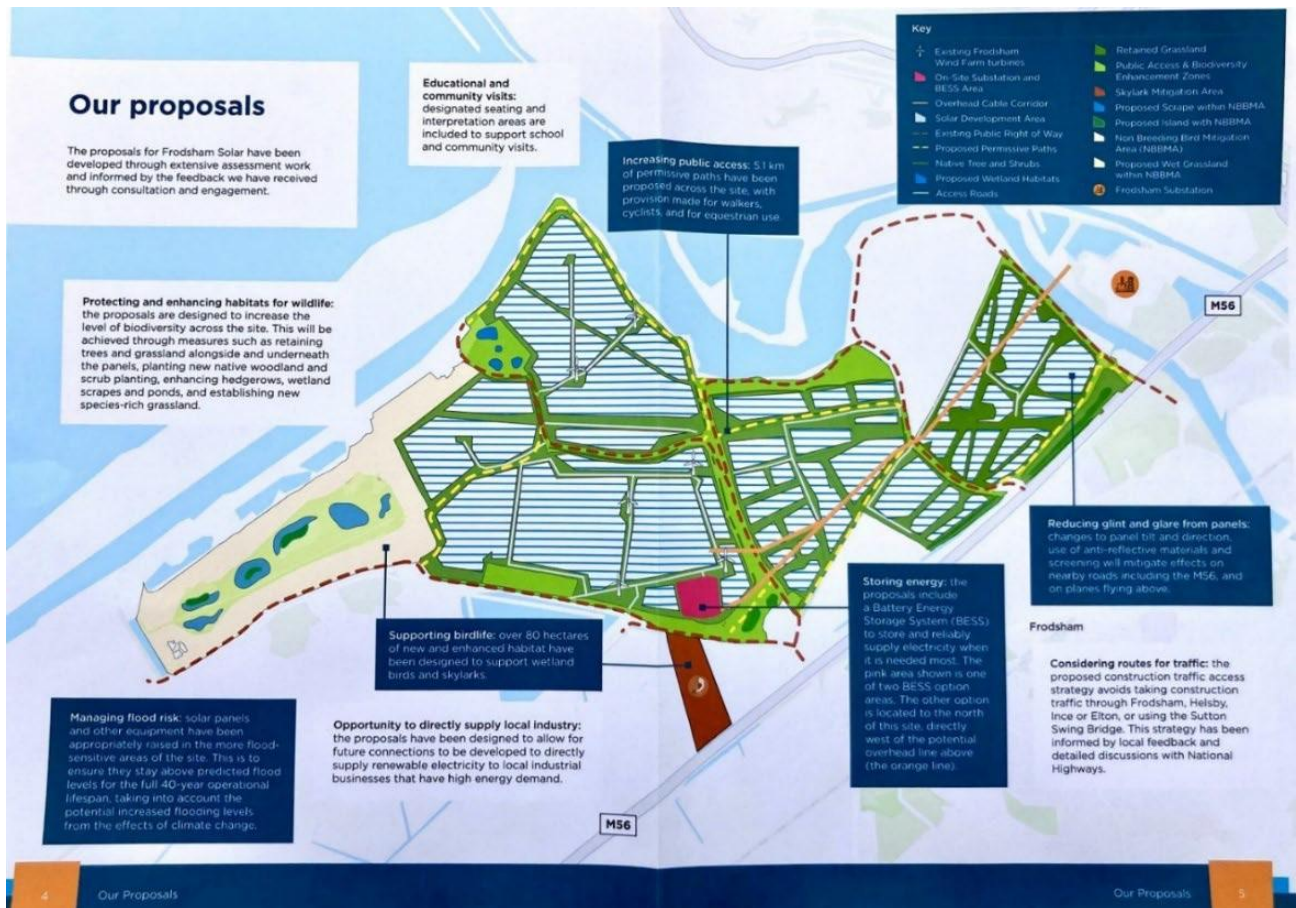 Our proposals
The proposals for Frodsham Solar have been
developed through extensive assessment work
and informed by the feedback we have received
through consultation and engagement.
Educational and
community visits:
designated seating and
interpretation areas are
included to support school
and community visits.
Increasing public access: 5.1 km
of permissive paths have been
proposed across the site, with
provision made for walkers,
cyclists, and for equestrian use.
Key
Existing Frodsham
Wind Farm turbines
On-Site Substation and
BESS Area
Overhead Cable Corridor
Solar Development Area
Existing Public Right of Way
Proposed Permissive Paths
Native Tree and Shrubs
Proposed Wetland Habitats
Access Roads
Retained Grassland
Public Access & Biodiversity
Enhancement Zones
Skylark Mitigation Area
Proposed Scrape within NBBMA
Proposed Island with NBBMA
Non Breeding Bird Mitigation
Area (NBBMA)
Proposed Wet Grassland
within NBBMA
Frodsham Substation
Protecting and enhancing habitats for wildlife:
the proposals are designed to increase the
level of biodiversity across the site. This will be
achieved through measures such as retaining
trees and grassland alongside and underneath
the panels, planting new native woodland and
scrub planting, enhancing hedgerows, wetland
scrapes and ponds, and establishing new
species-rich grassland.
M56
Reducing glint and glare from panels:
changes to panel tilt and direction,
use of anti-reflective materials and
screening will mitigate effects on
nearby roads including the M56, and
on planes flying above.
Supporting birdlife: over 80 hectares
of new and enhanced habitat have
been designed to support wetland
birds and skylarks.
Storing energy: the
proposals include
a Battery Energy
Storage System (BESS)
to store and reliably
supply electricity when
it is needed most. The
pink area shown is one
of two BESS option
areas. The other option
is located to the north
of this site, directly
west of the potential
overhead line above
(the orange line).
Frodsham
Considering routes for traffic: the
proposed construction traffic access
strategy avoids taking construction
traffic through Frodsham, Helsby,
Ince or Elton, or using the Sutton
Swing Bridge. This strategy has been
informed by local feedback and
detailed discussions with National
Highways.
Managing flood risk: solar panels
and other equipment have been
appropriately raised in the more flood-
sensitive areas of the site. This is to
ensure they stay above predicted flood
levels for the full 40-year operational
lifespan, taking into account the
potential increased flooding levels
from the effects of climate change.
Opportunity to directly supply local industry:
the proposals have been designed to allow for
future connections to be developed to directly
supply renewable electricity to local industrial
businesses that have high energy demand.
M56
4
Our Proposals
Our Proposals
5